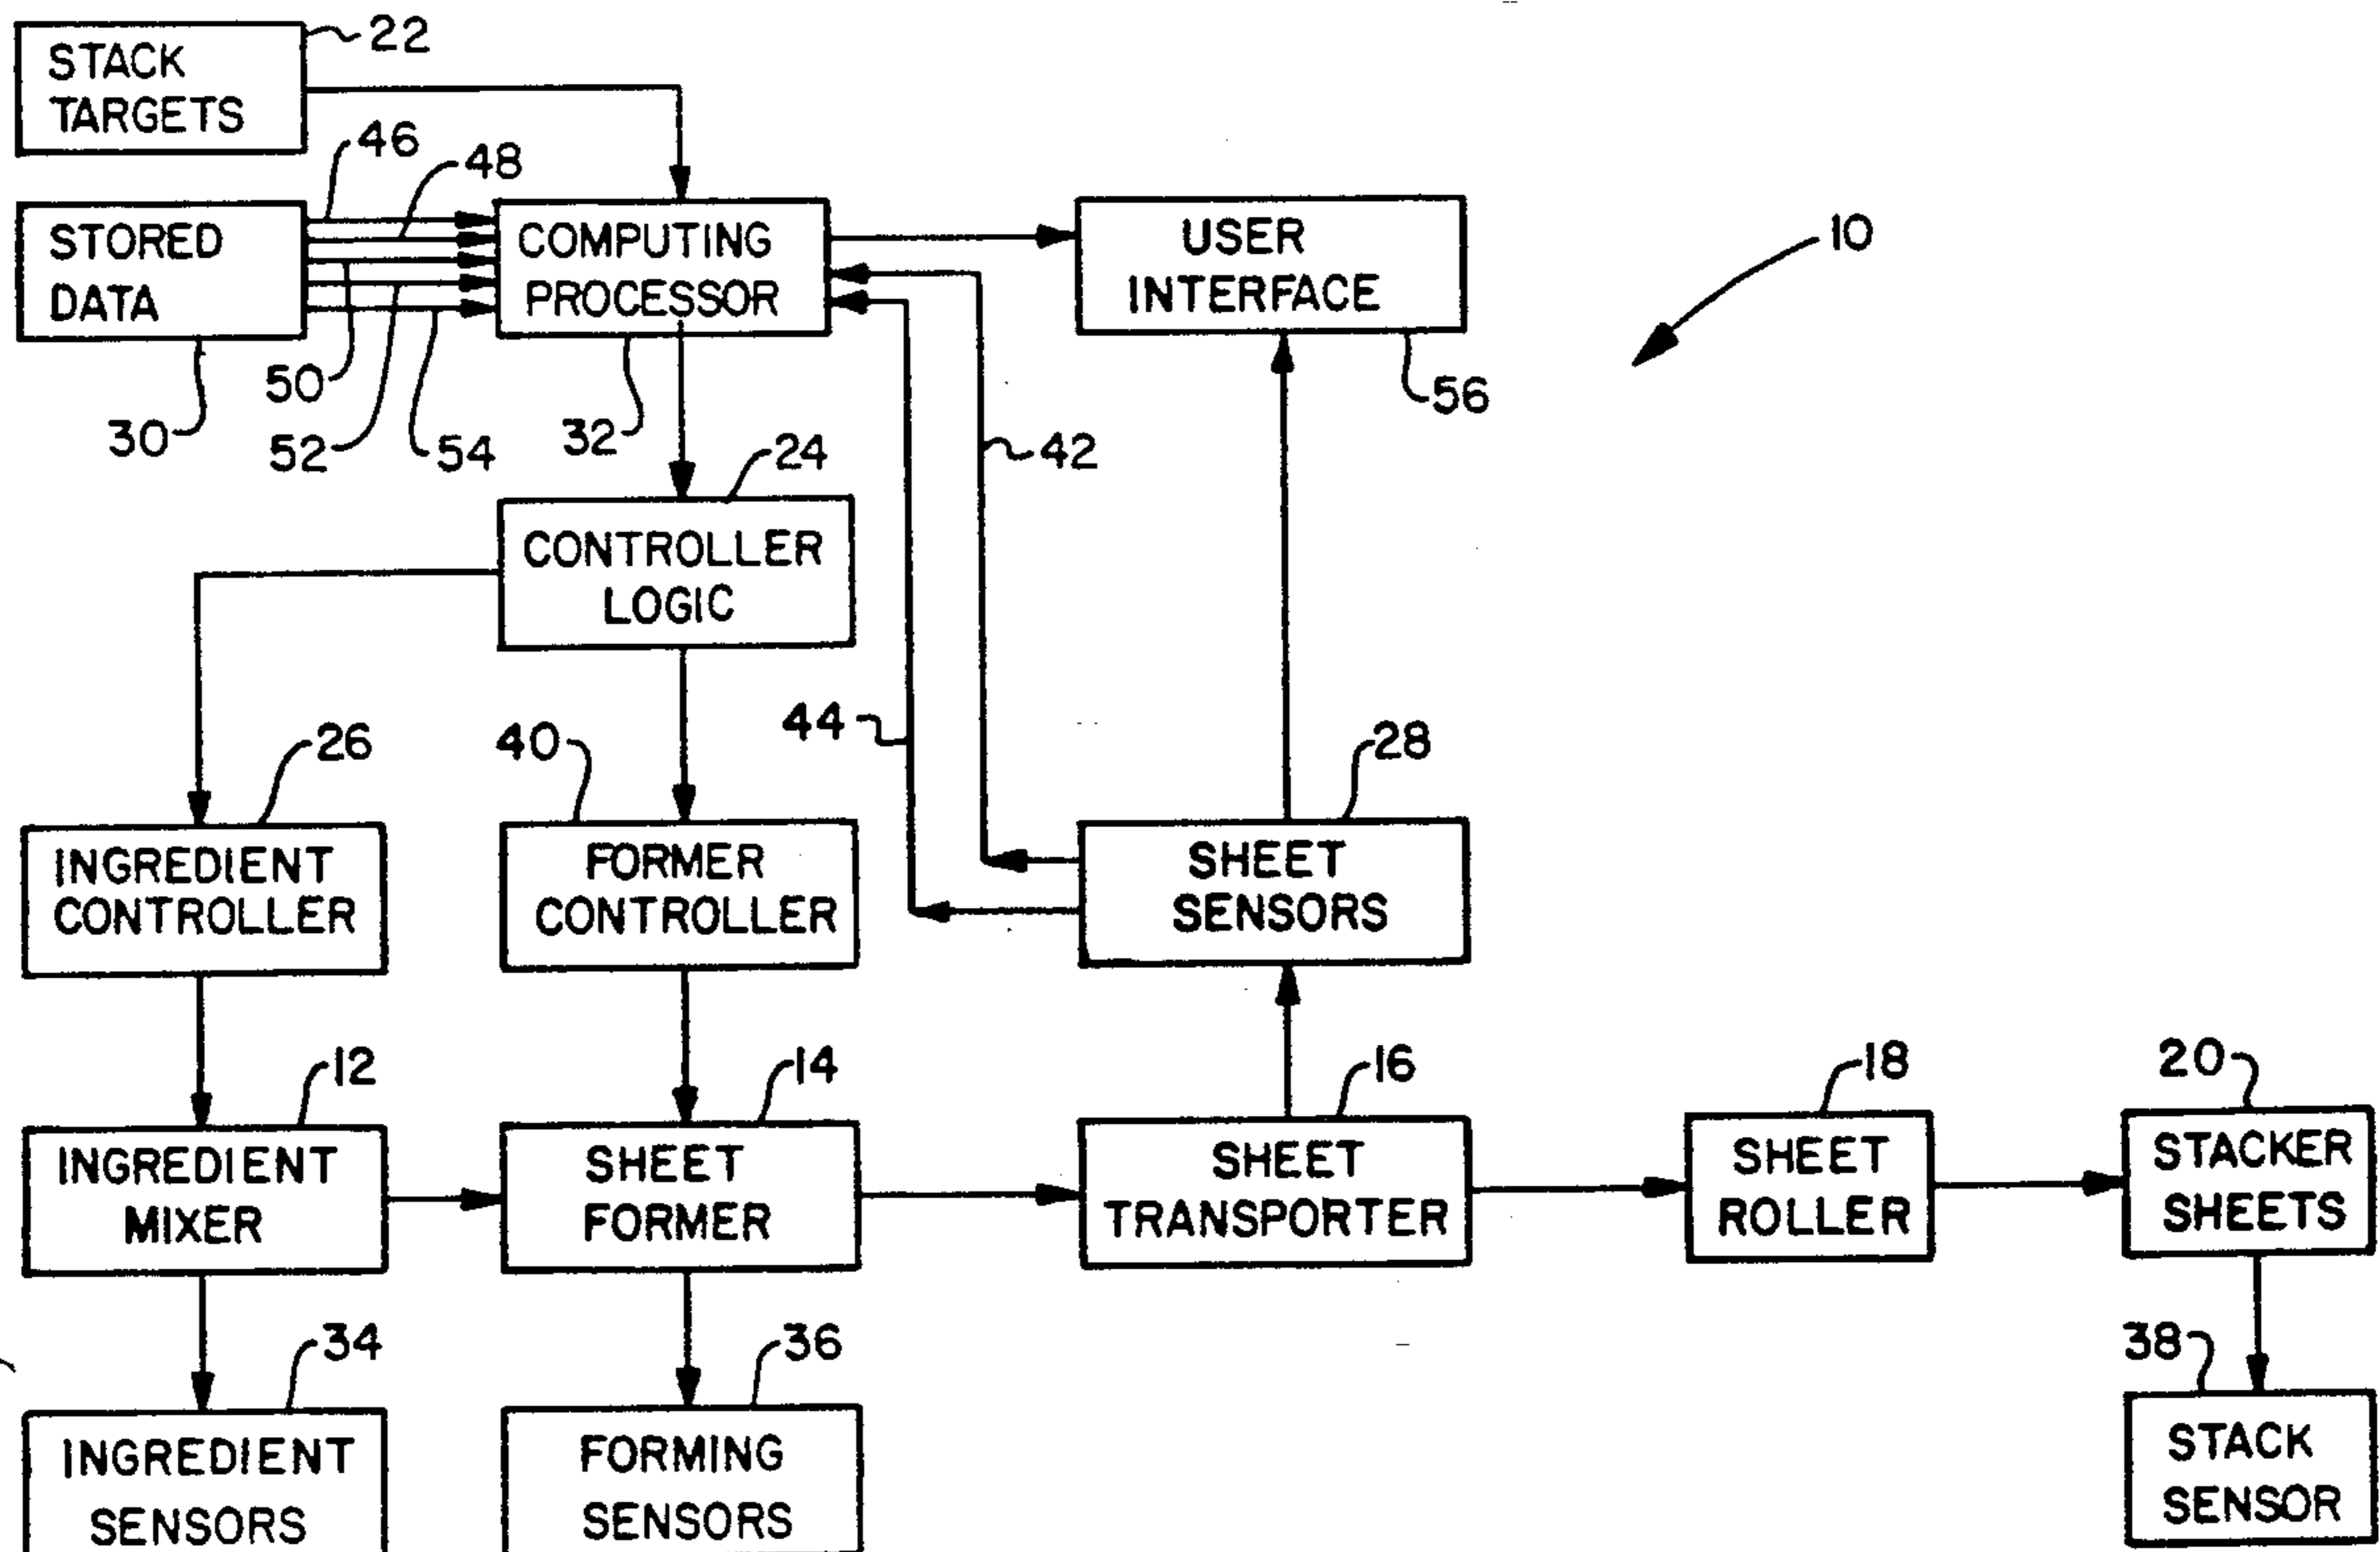 22
STACK
TARGETS
46
48
STORED
DATA
COMPUTING
PROCESSOR
USER
INTERFACE
10
50
30
52
54
32
24
42
56
CONTROLLER
LOGIC
26
40
44
28
INGREDIENT
CONTROLLER
FORMER
CONTROLLER
SHEET
SENSORS
12
14
16
18
20
INGREDIENT
MIXER
SHEET
FORMER
SHEET
TRANSPORTER
SHEET
ROLLER
STACKER
SHEETS
34
36
38
INGREDIENT
SENSORS
FORMING
SENSORS
STACK
SENSOR